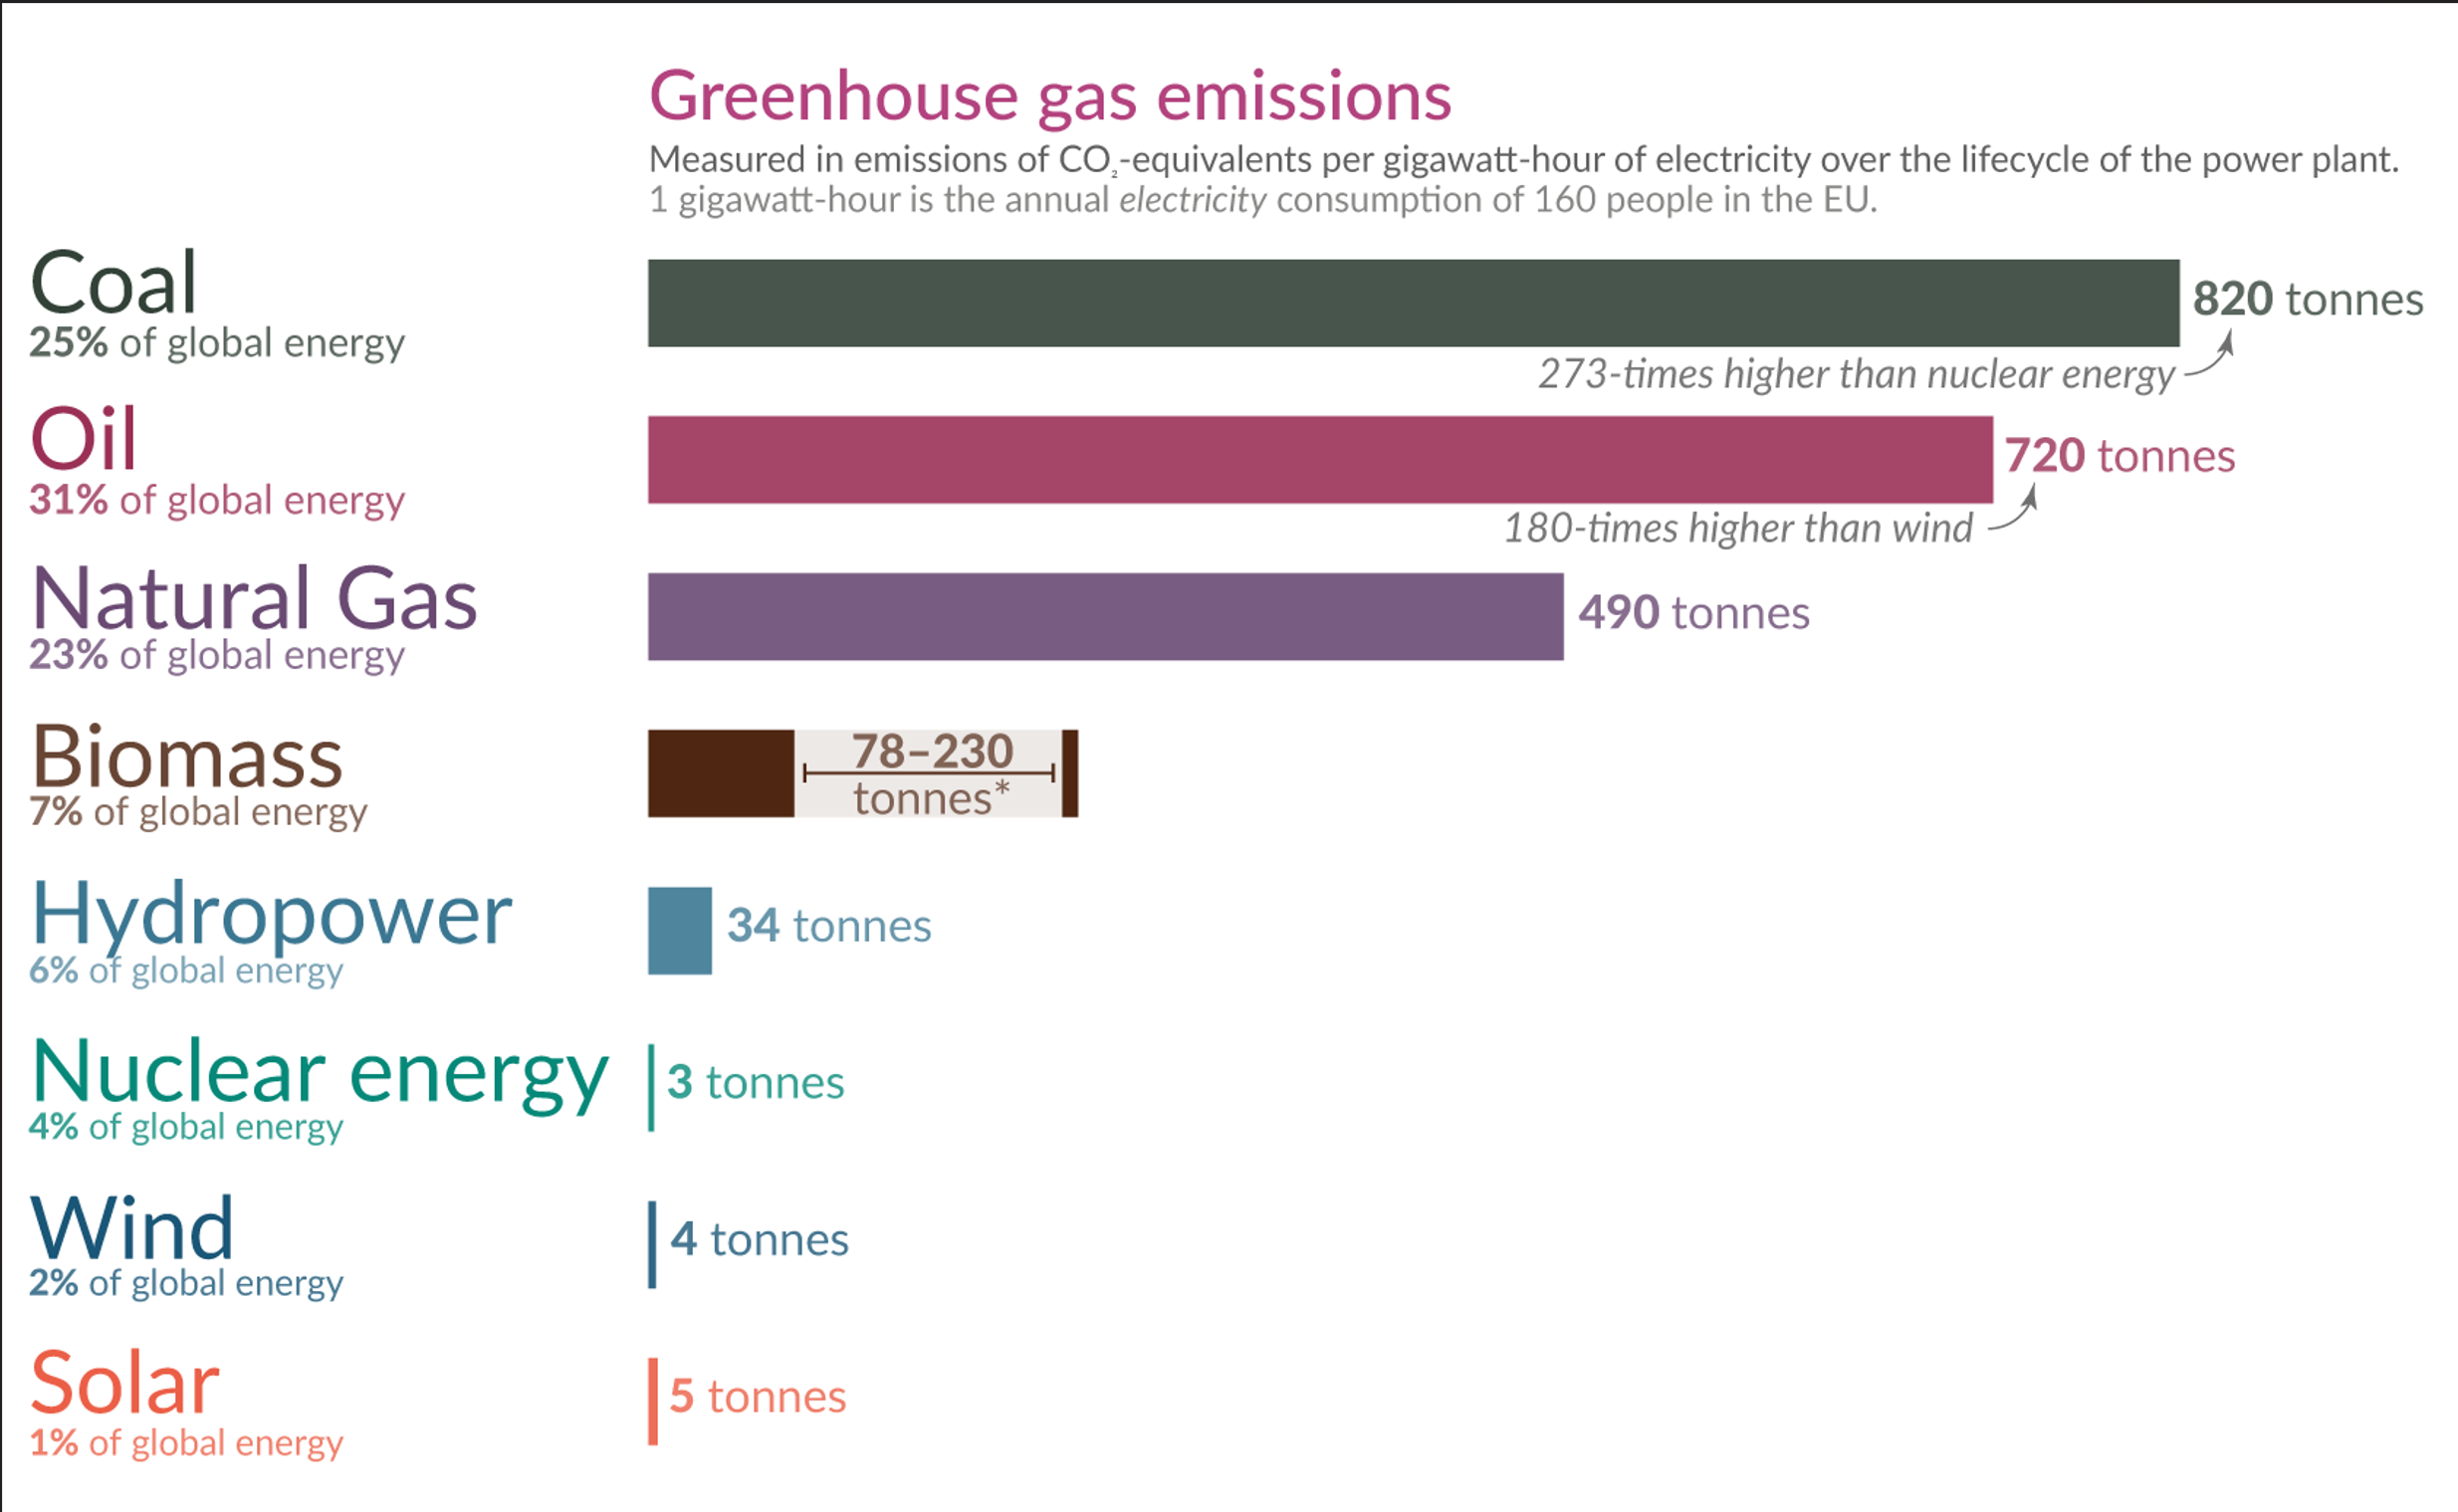 Greenhouse gas emissions
Measured in emissions of CO₂-equivalents per gigawatt-hour of electricity over the lifecycle of the power plant.
1 gigawatt-hour is the annual electricity consumption of 160 people in the EU.
Coal
25% of global energy
820 tonnes
273-times higher than nuclear energy
Oil
31% of global energy
720 tonnes
180-times higher than wind
Natural Gas
23% of global energy
490 tonnes
Biomass
7% of global energy
78–230
tonnes*
Hydropower
6% of global energy
34 tonnes
Nuclear energy
4% of global energy
3 tonnes
Wind
2% of global energy
4 tonnes
Solar
1% of global energy
5 tonnes